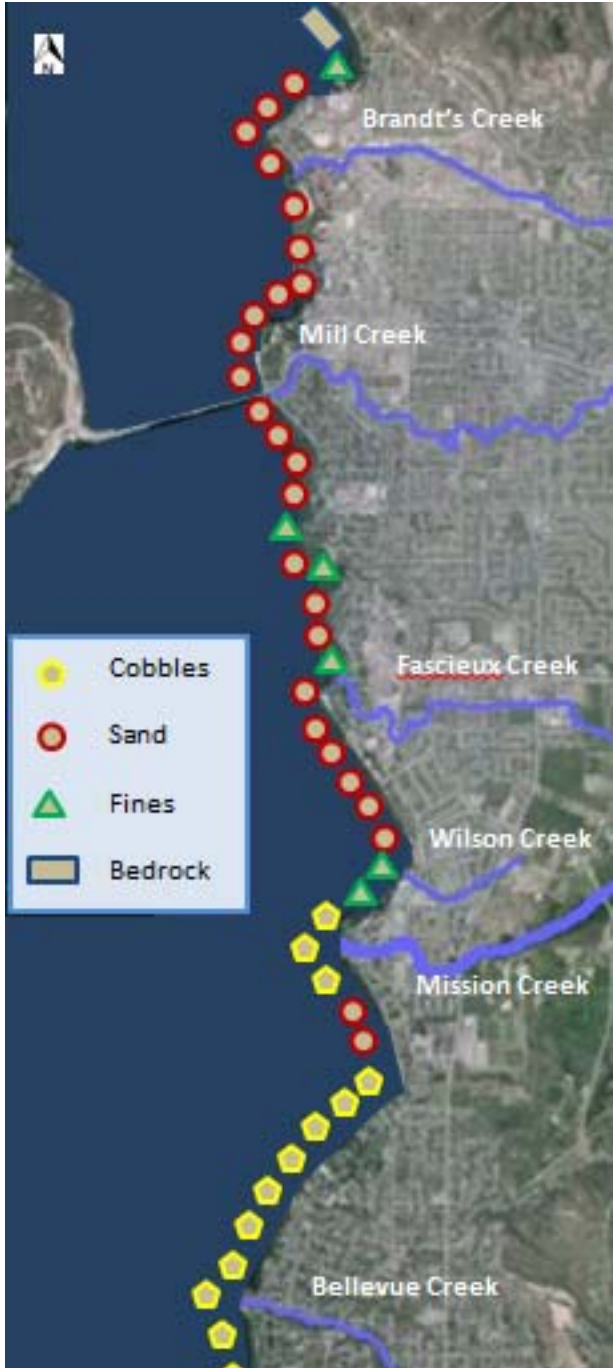 N
Brandt's Creek
Mill Creek
Fascieux Creek
Cobbles
Sand
Fines
Bedrock
Wilson Creek
Mission Creek
Bellevue Creek